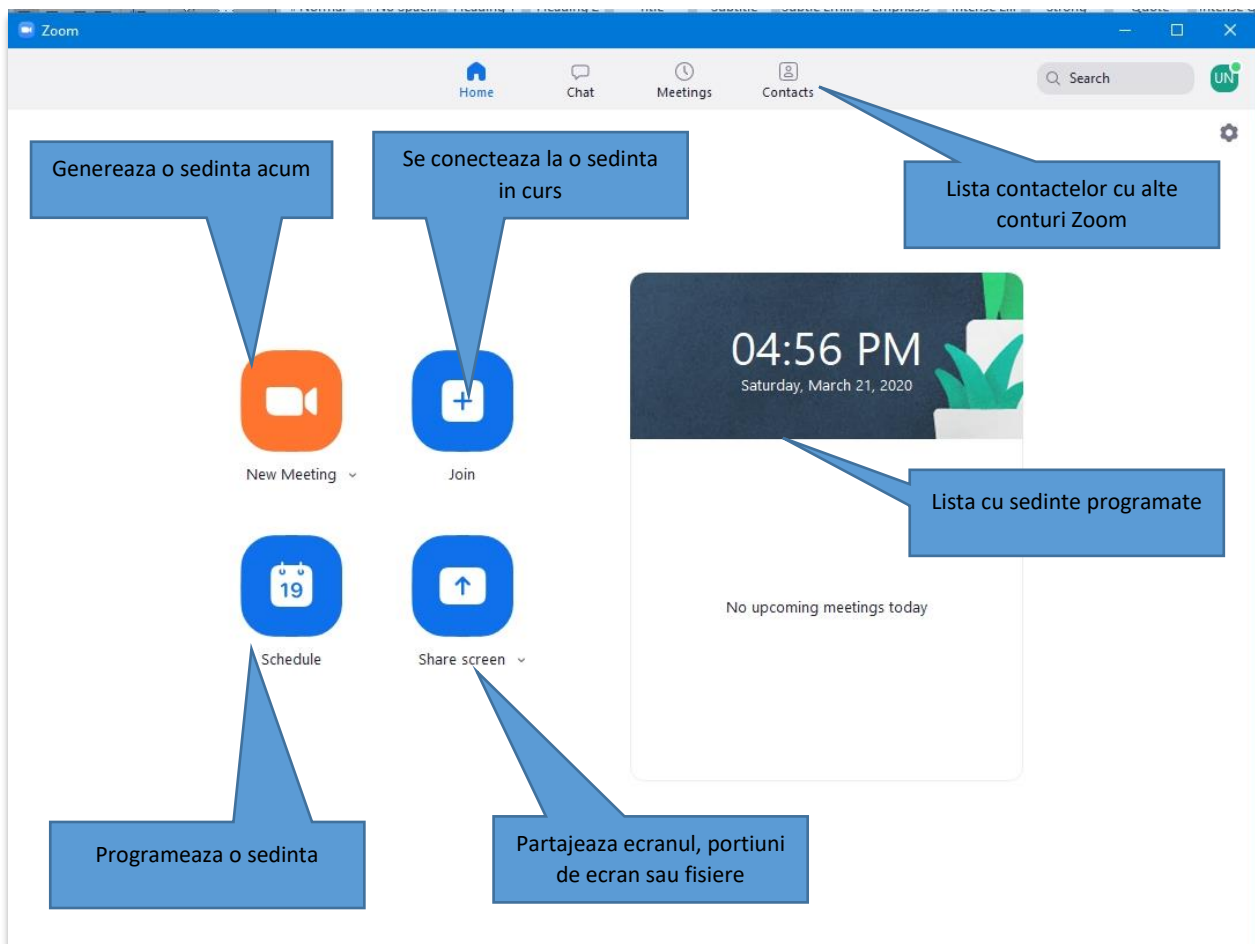 Zoom
Home
Chat
Meetings
Contacts
Search
UN
Genereaza o sedinta acum
Se conecteaza la o sedinta
in curs
Lista contactelor cu alte
conturi Zoom
04:56 PM
Saturday, March 21, 2020
New Meeting
Join
Lista cu sedinte programate
19
No upcoming meetings today
Schedule
Share screen
Programeaza o sedinta
Partajeaza ecranul, portiuni
de ecran sau fisiere